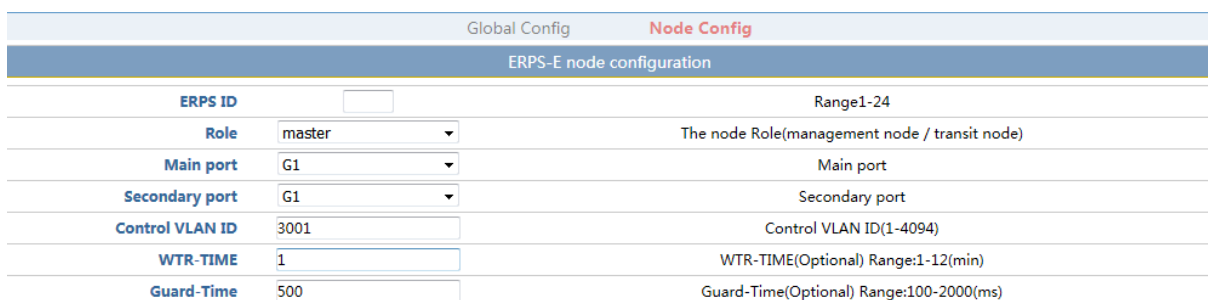 Global Config Node Config
ERPS-E node configuration
ERPS ID Range1-24
Role master The node Role(management node / transit node)
Main port G1 Main port
Secondary port G1 Secondary port
Control VLAN ID 3001 Control VLAN ID(1-4094)
WTR-TIME 1 WTR-TIME(Optional) Range:1-12(min)
Guard-Time 500 Guard-Time(Optional) Range:100-2000(ms)